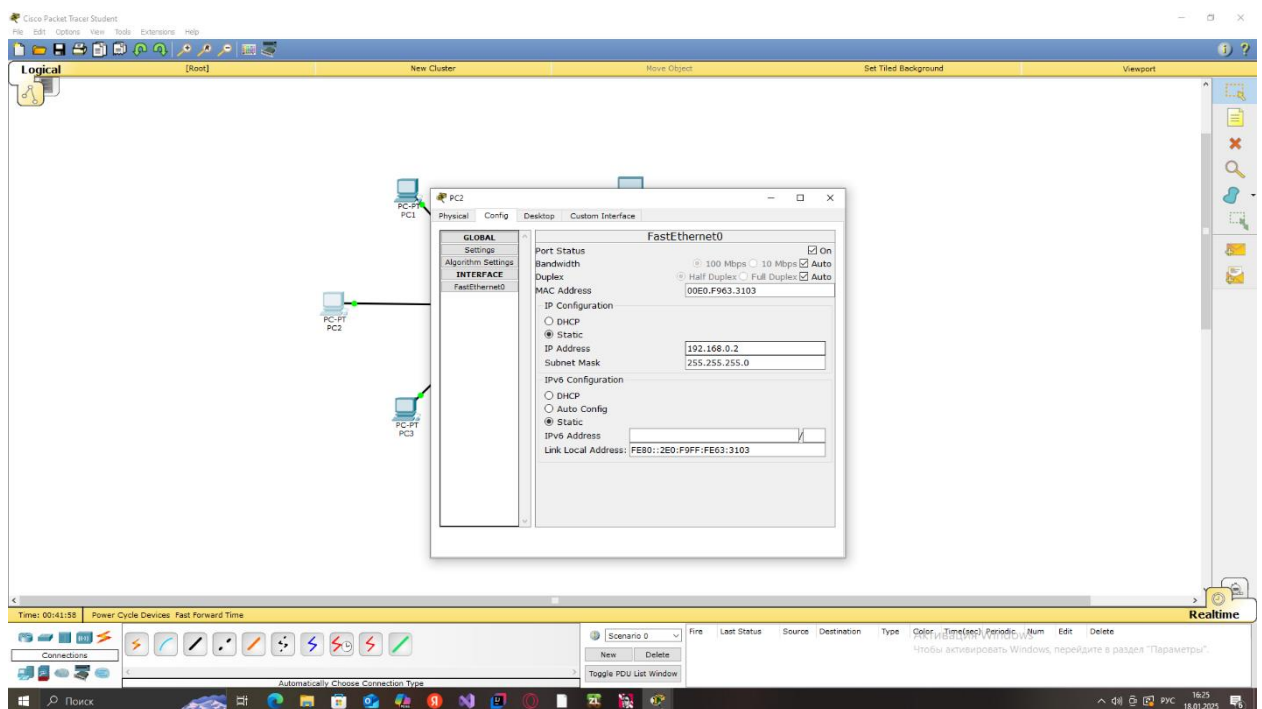 Cisco Packet Tracer Student
File Edit Options View Tools Extensions Help
Logical [Root] New Cluster Move Object Set Tiled Background Viewport
PC-PT
PC1
PC-PT
PC2
PC-PT
PC3
PC2
Physical Config Desktop Custom Interface
GLOBAL
Settings
Algorithm Settings
INTERFACE
FastEthernet0
FastEthernet0
Port Status On
Bandwidth 100 Mbps 10 Mbps Auto
Duplex Half Duplex Full Duplex Auto
MAC Address 00E0.F963.3103
IP Configuration
DHCP
Static
IP Address 192.168.0.2
Subnet Mask 255.255.255.0
IPv6 Configuration
DHCP
Auto Config
Static
IPv6 Address /
Link Local Address: FE80::2E0:F9FF:FE63:3103
Time: 00:41:58 Power Cycle Devices Fast Forward Time Realtime
Connections
Automatically Choose Connection Type
Scenario 0
New Delete
Toggle PDU List Window
Fire Last Status Source Destination Type Color Time(sec) Periodic Num Edit Delete
Активация Windows
Чтобы активировать Windows, перейдите в раздел "Параметры".
Поиск
РУС
16:25
18.01.2025